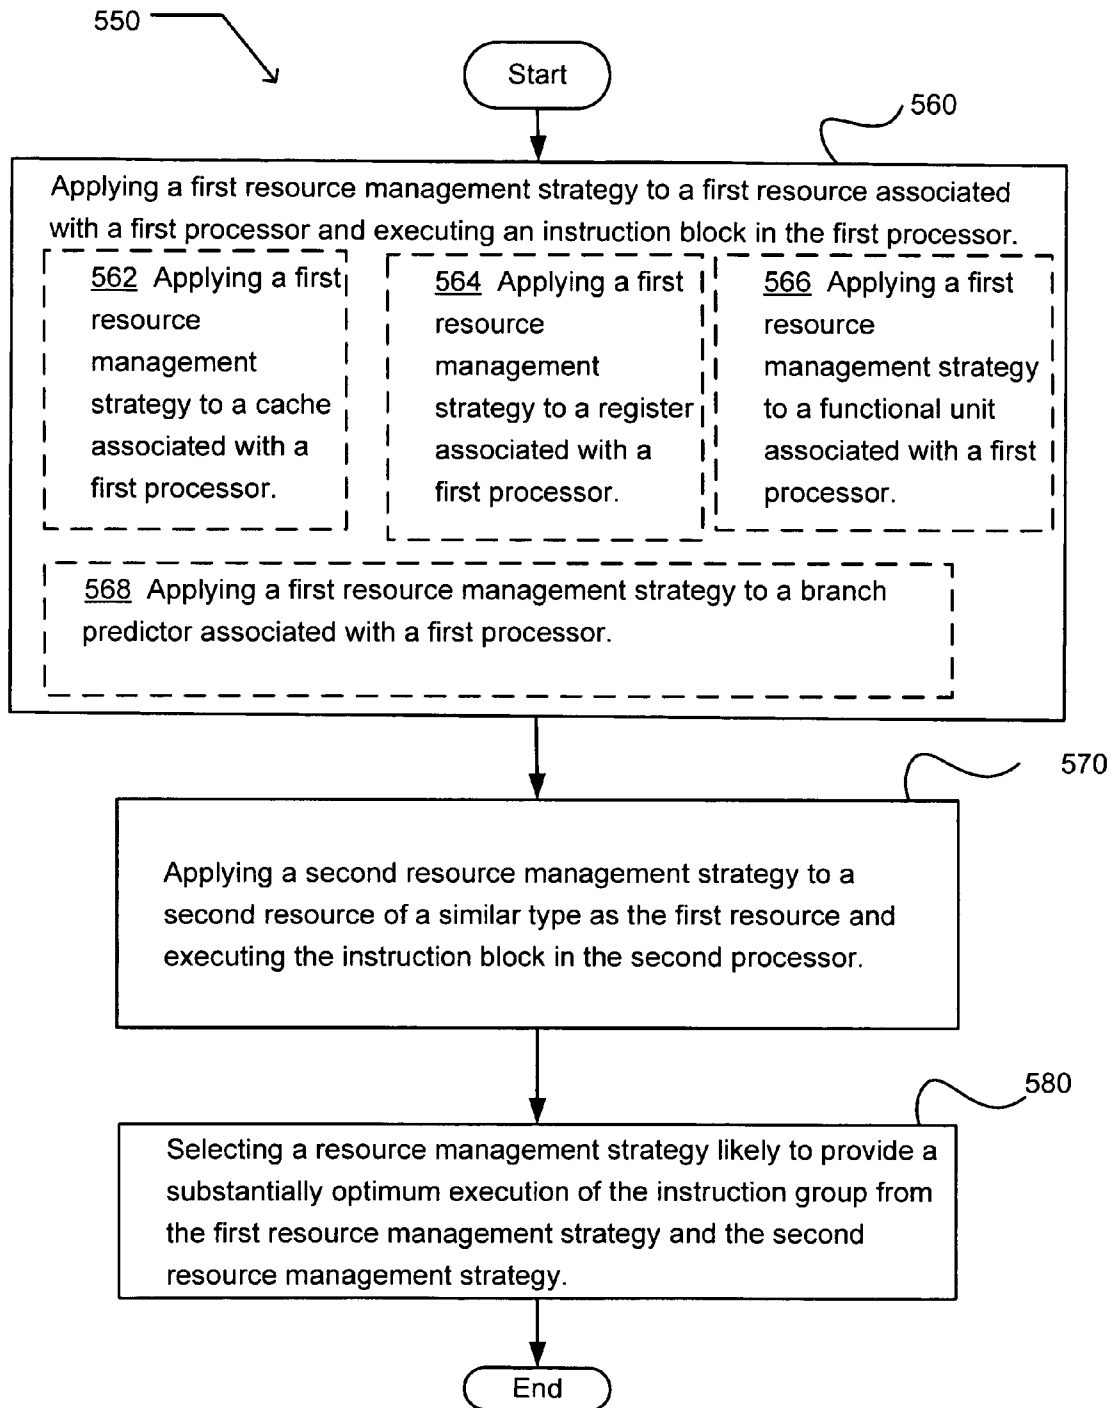 550
Start
560
Applying a first resource management strategy to a first resource associated
with a first processor and executing an instruction block in the first processor.
562 Applying a first
resource
management
strategy to a cache
associated with a
first processor.
564 Applying a first
resource
management
strategy to a register
associated with a
first processor.
566 Applying a first
resource
management strategy
to a functional unit
associated with a first
processor.
568 Applying a first resource management strategy to a branch
predictor associated with a first processor.
570
Applying a second resource management strategy to a
second resource of a similar type as the first resource and
executing the instruction block in the second processor.
580
Selecting a resource management strategy likely to provide a
substantially optimum execution of the instruction group from
the first resource management strategy and the second
resource management strategy.
End